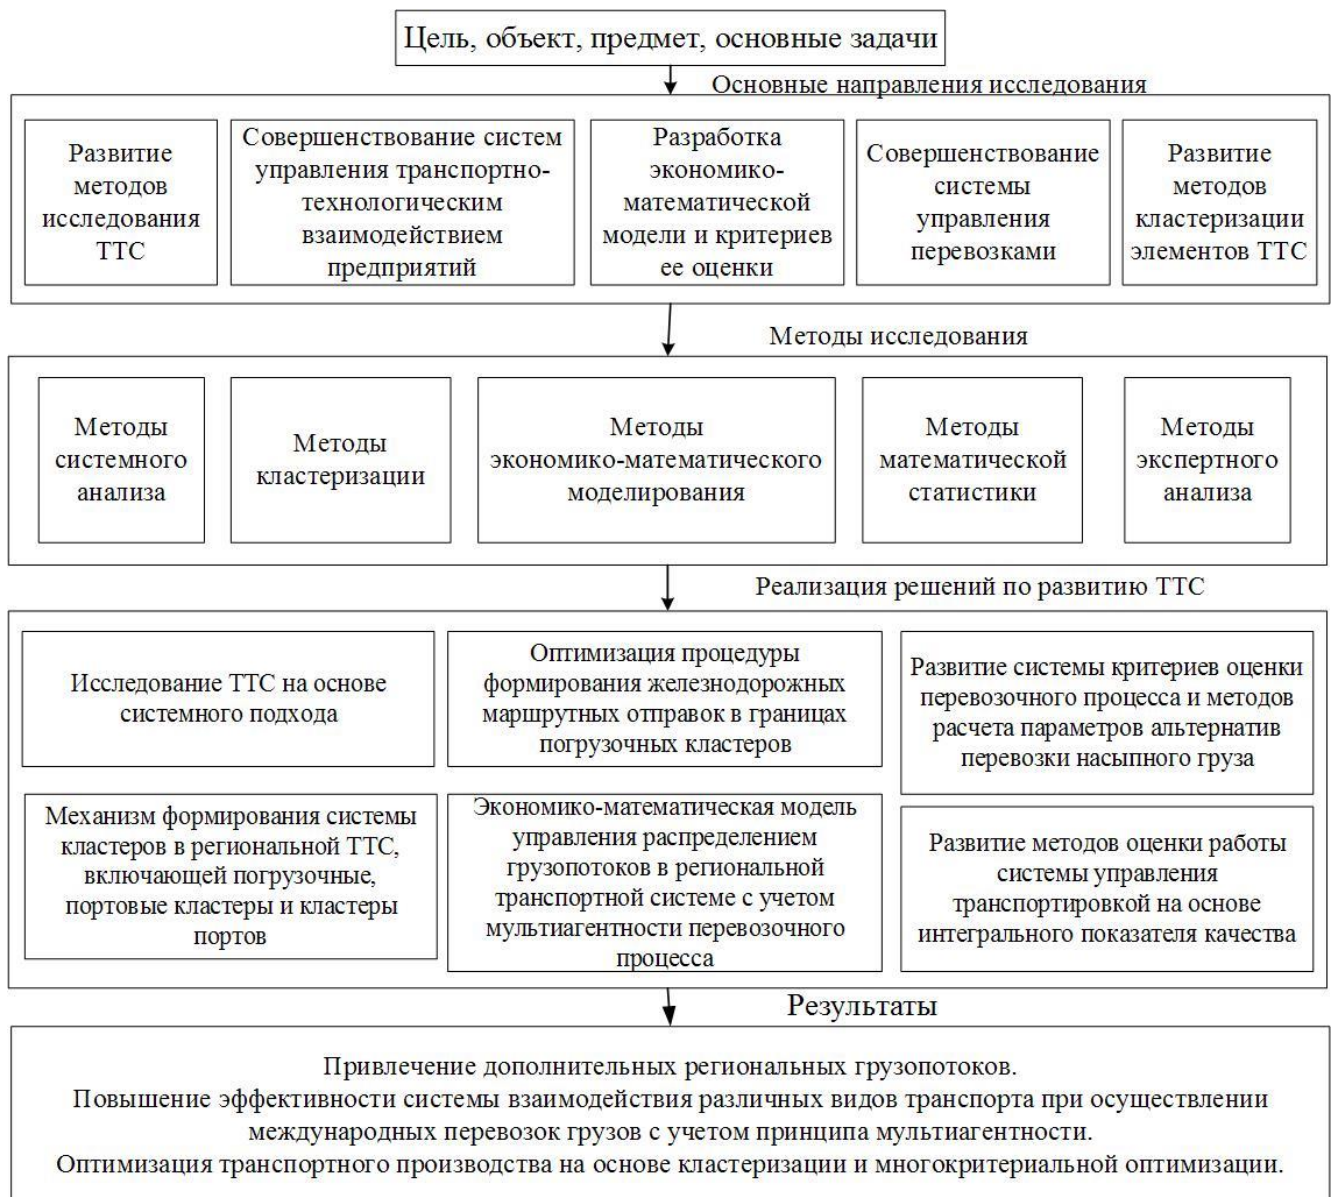 Цель, объект, предмет, основные задачи
Основные направления исследования
Развитие
методов
исследования
ТТС
Совершенствование систем
управления транспортно-
технологическим
взаимодействием
предприятий
Разработка
экономико-
математической
модели и критериев
ее оценки
Совершенствование
системы
управления
перевозками
Развитие
методов
кластеризации
элементов ТТС
Методы исследования
Методы
системного
анализа
Методы
кластеризации
Методы
экономико-математического
моделирования
Методы
математической
статистики
Методы
экспертного
анализа
Реализация решений по развитию ТТС
Исследование ТТС на основе
системного подхода
Оптимизация процедуры
формирования железнодорожных
маршрутных отправок в границах
погрузочных кластеров
Развитие системы критериев оценки
перевозочного процесса и методов
расчета параметров альтернатив
перевозки насыпного груза
Механизм формирования системы
кластеров в региональной ТТС,
включающей погрузочные,
портовые кластеры и кластеры
портов
Экономико-математическая модель
управления распределением
грузопотоков в региональной
транспортной системе с учетом
мультиагентности перевозочного
процесса
Развитие методов оценки работы
системы управления
транспортировкой на основе
интегрального показателя качества
Результаты
Привлечение дополнительных региональных грузопотоков.
Повышение эффективности системы взаимодействия различных видов транспорта при осуществлении
международных перевозок грузов с учетом принципа мультиагентности.
Оптимизация транспортного производства на основе кластеризации и многокритериальной оптимизации.